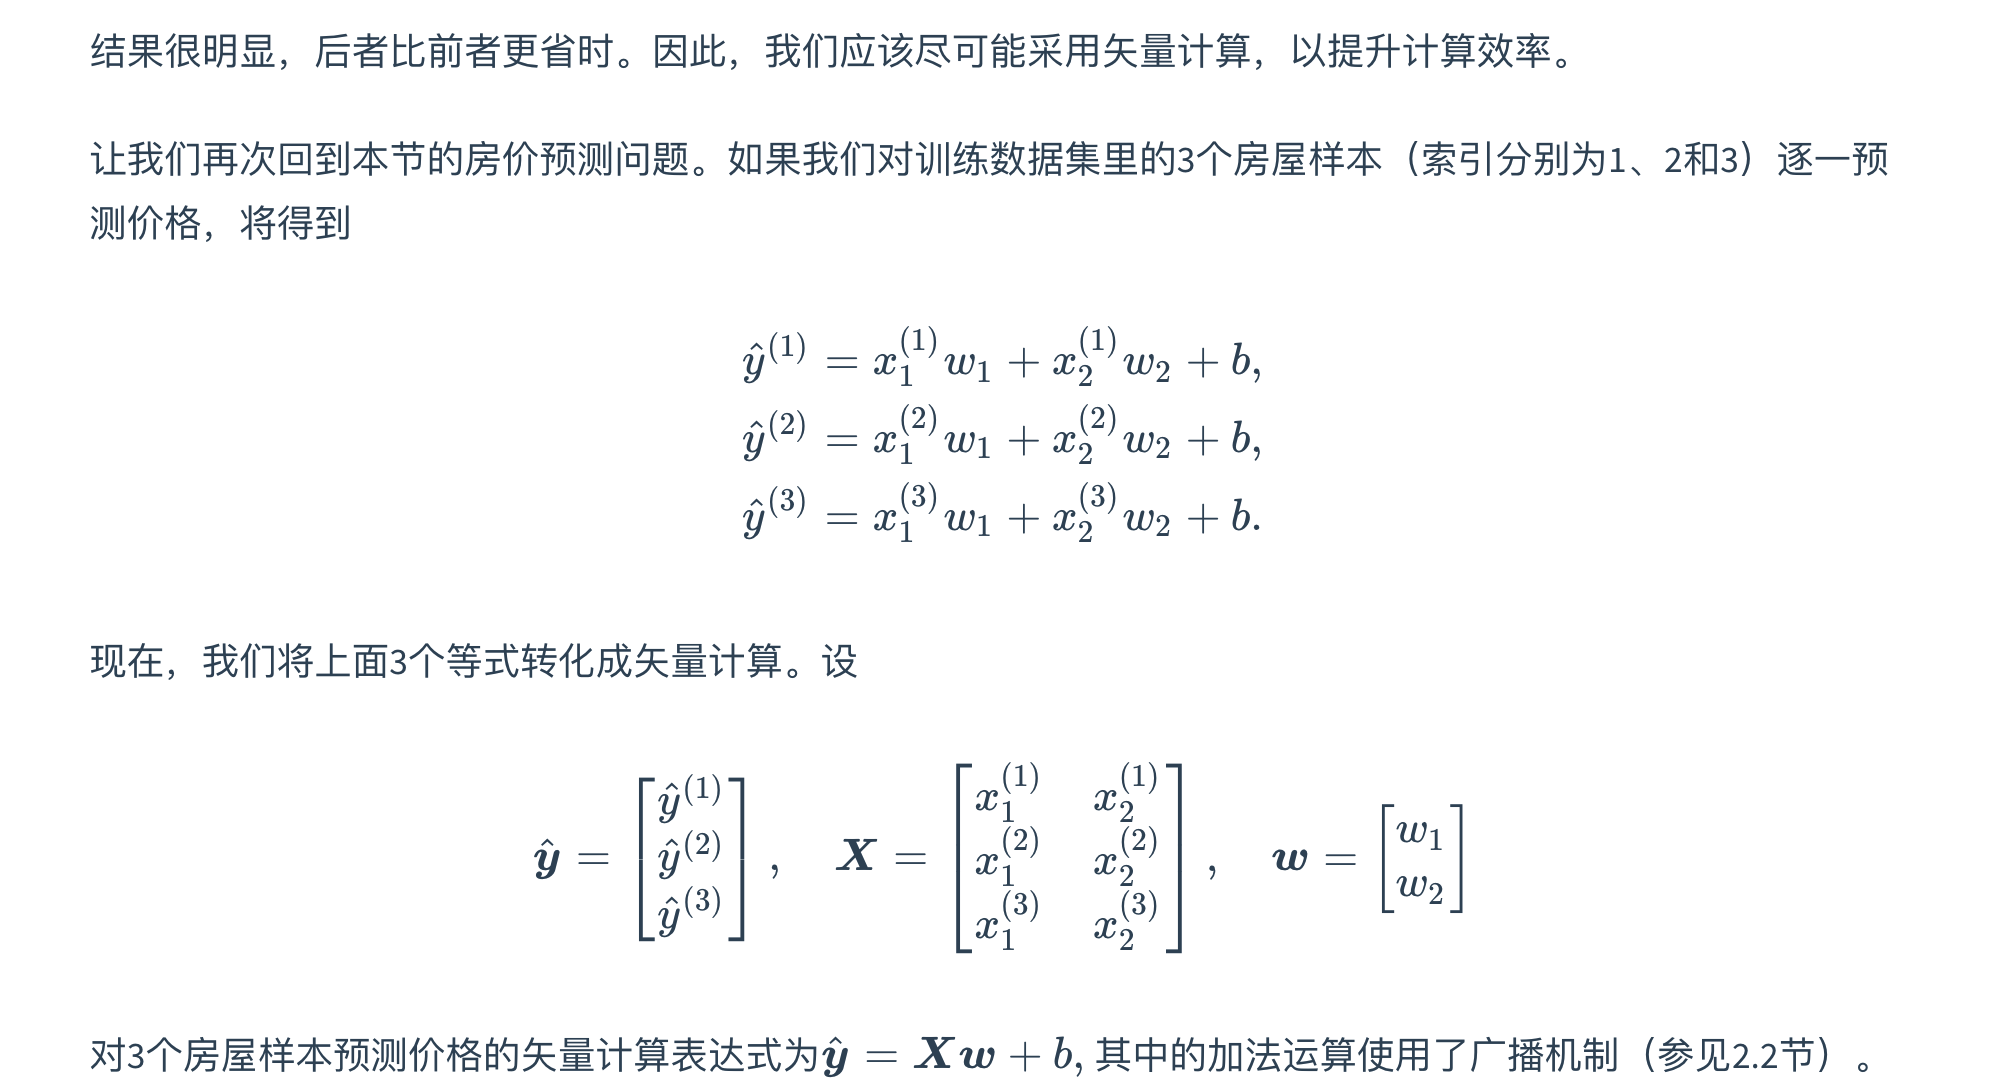 结果很明显，后者比前者更省时。因此，我们应该尽可能采用矢量计算，以提升计算效率。
让我们再次回到本节的房价预测问题。如果我们对训练数据集里的3个房屋样本（索引分别为1、2和3）逐一预
测价格，将得到
$\hat{y}^{(1)} = x_1^{(1)} w_1 + x_2^{(1)} w_2 + b,$
$\hat{y}^{(2)} = x_1^{(2)} w_1 + x_2^{(2)} w_2 + b,$
$\hat{y}^{(3)} = x_1^{(3)} w_1 + x_2^{(3)} w_2 + b.$
现在，我们将上面3个等式转化成矢量计算。设
$\boldsymbol{\hat{y}} = \begin{bmatrix} \hat{y}^{(1)} \\ \hat{y}^{(2)} \\ \hat{y}^{(3)} \end{bmatrix}, \quad \boldsymbol{X} = \begin{bmatrix} x_1^{(1)} & x_2^{(1)} \\ x_1^{(2)} & x_2^{(2)} \\ x_1^{(3)} & x_2^{(3)} \end{bmatrix}, \quad \boldsymbol{w} = \begin{bmatrix} w_1 \\ w_2 \end{bmatrix}$
对3个房屋样本预测价格的矢量计算表达式为$\boldsymbol{\hat{y}} = \boldsymbol{X}\boldsymbol{w} + b,$ 其中的加法运算使用了广播机制（参见2.2节）。